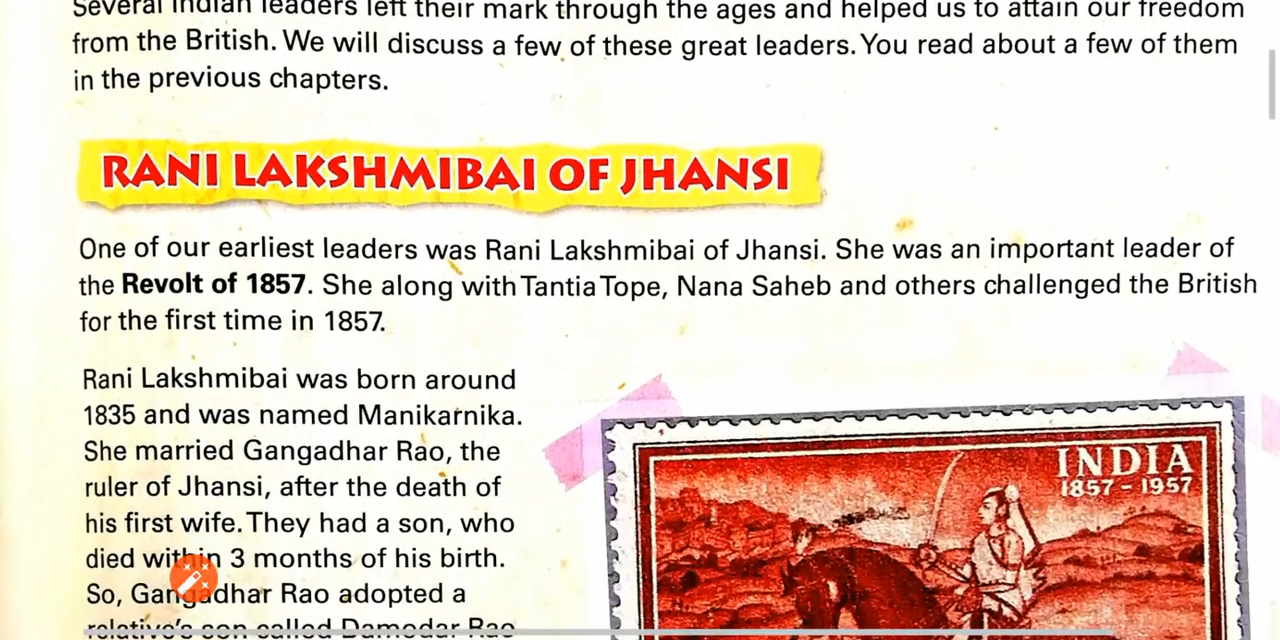 Several Indian leaders left their mark through the ages and helped us to attain our freedom
from the British. We will discuss a few of these great leaders. You read about a few of them
in the previous chapters.
RANI LAKSHMIBAI OF JHANSI
One of our earliest leaders was Rani Lakshmibai of Jhansi. She was an important leader of
the Revolt of 1857. She along with Tantia Tope, Nana Saheb and others challenged the British
for the first time in 1857.
Rani Lakshmibai was born around
1835 and was named Manikarnika.
She married Gangadhar Rao, the
ruler of Jhansi, after the death of
his first wife. They had a son, who
died within 3 months of his birth.
So, Gangadhar Rao adopted a
relative's son called Damodar Rao
INDIA
1857 - 1957